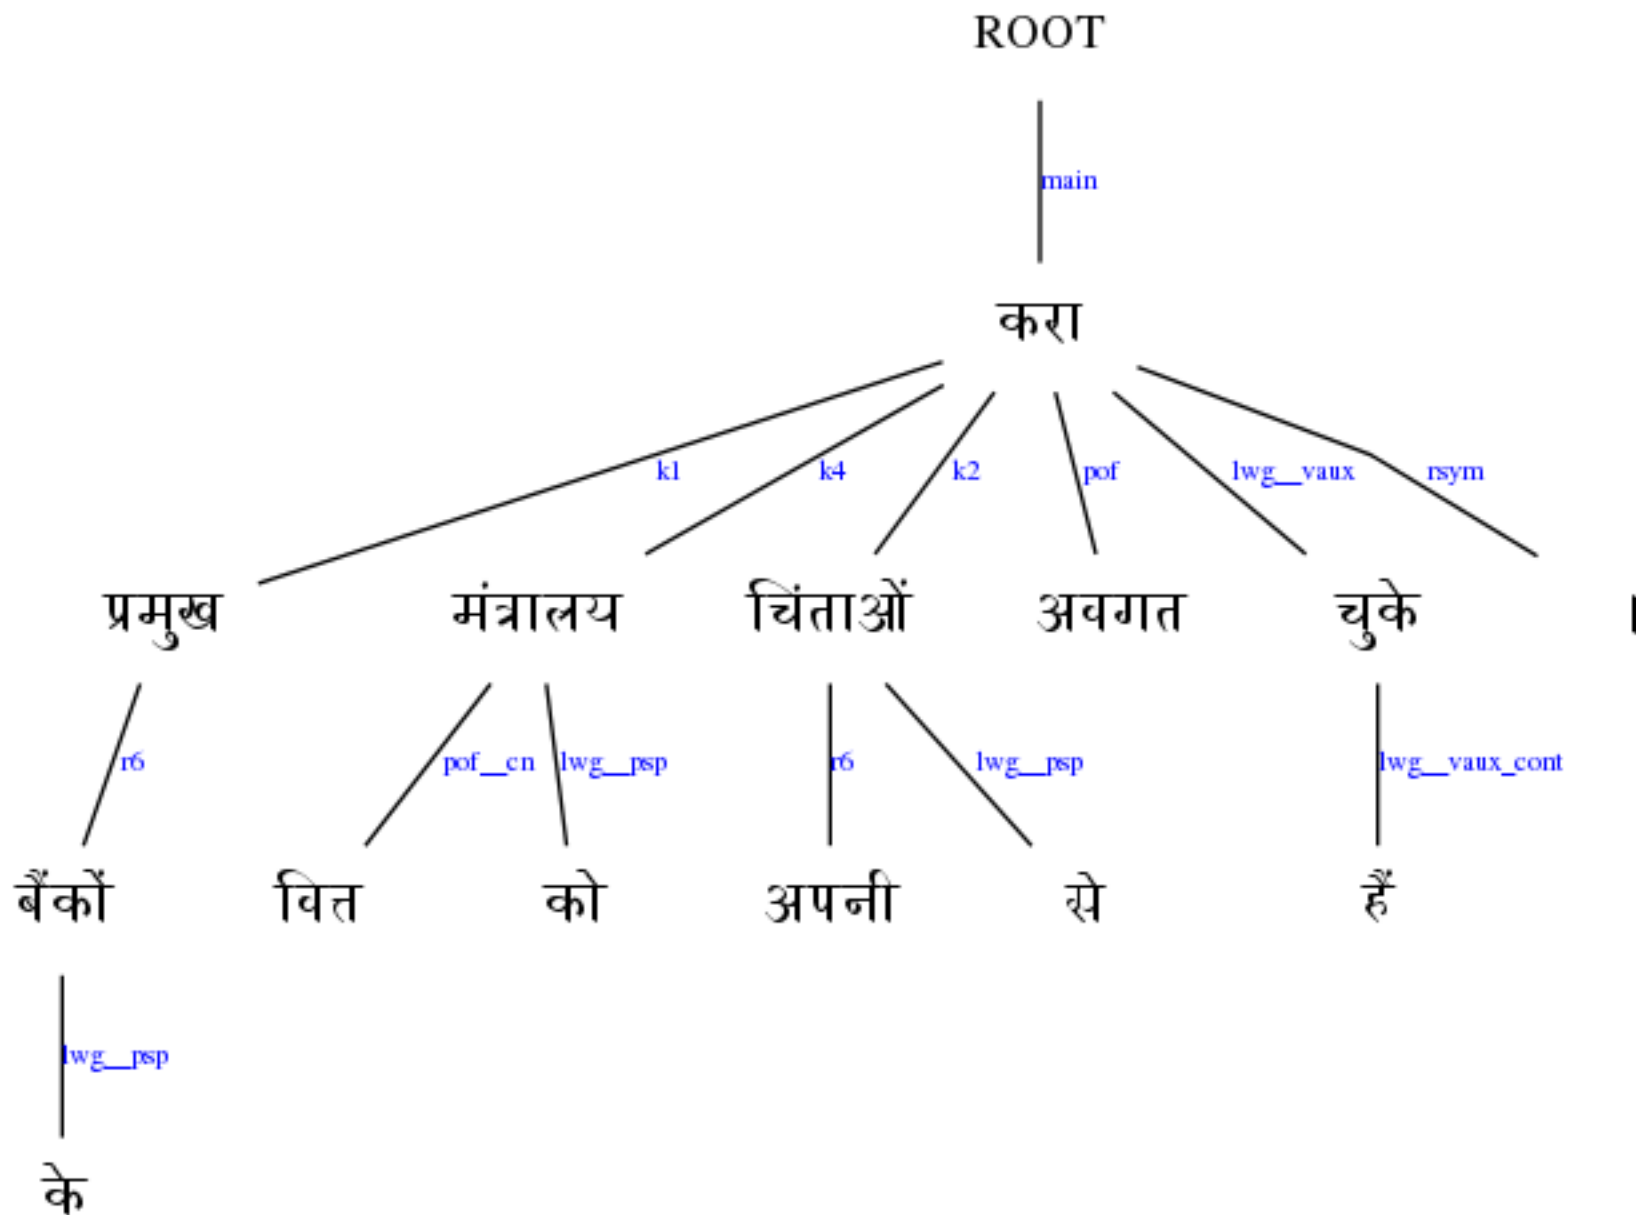 ROOT
main
करा
k1 k4 k2 pof lwg__vaux rsym
प्रमुख मंत्रालय चिंताओं अवगत चुके ।
r6 pof__cn lwg__psp r6 lwg__psp lwg__vaux_cont
बैंकों वित्त को अपनी से हैं
lwg__psp
के